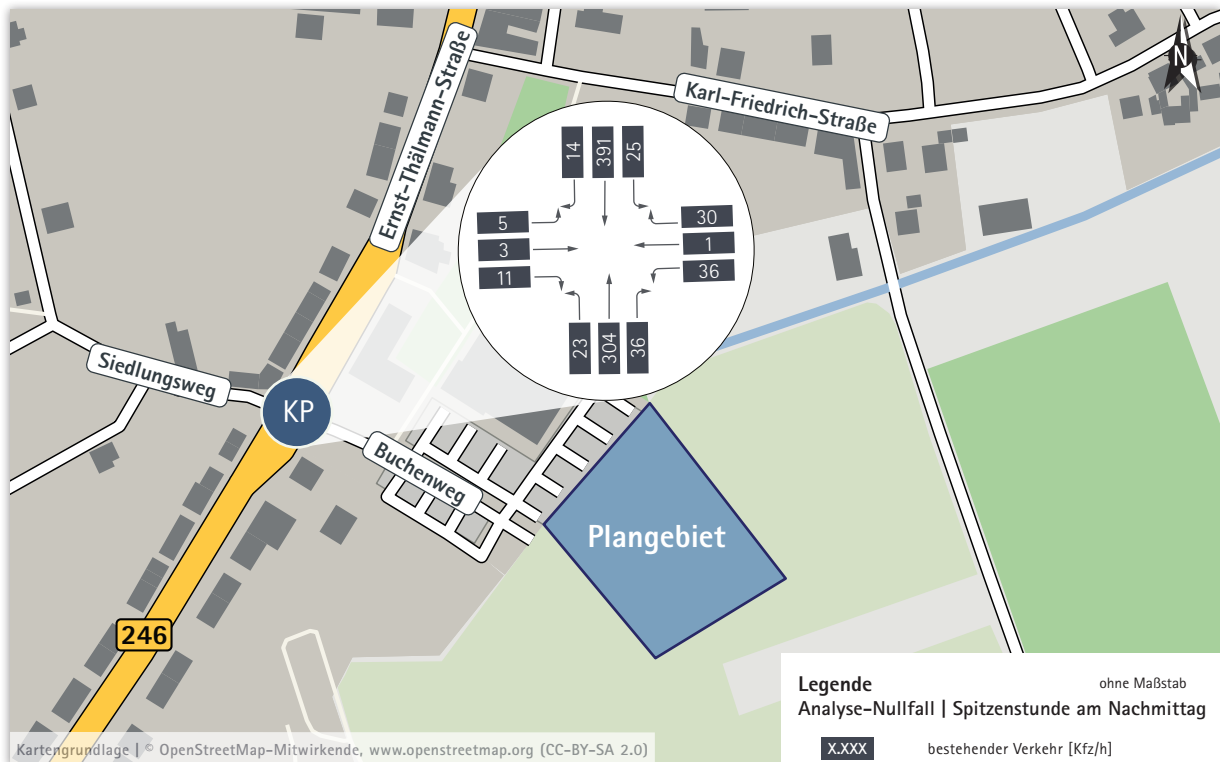 Ernst-Thälmann-Straße
Karl-Friedrich-Straße
N
14
391
25
5
3
11
30
1
36
23
304
36
Siedlungsweg
KP
Buchenweg
Plangebiet
246
Legende
ohne Maßstab
Analyse-Nullfall | Spitzenstunde am Nachmittag
X.XXX bestehender Verkehr [Kfz/h]
Kartengrundlage | © OpenStreetMap-Mitwirkende, www.openstreetmap.org (CC-BY-SA 2.0)